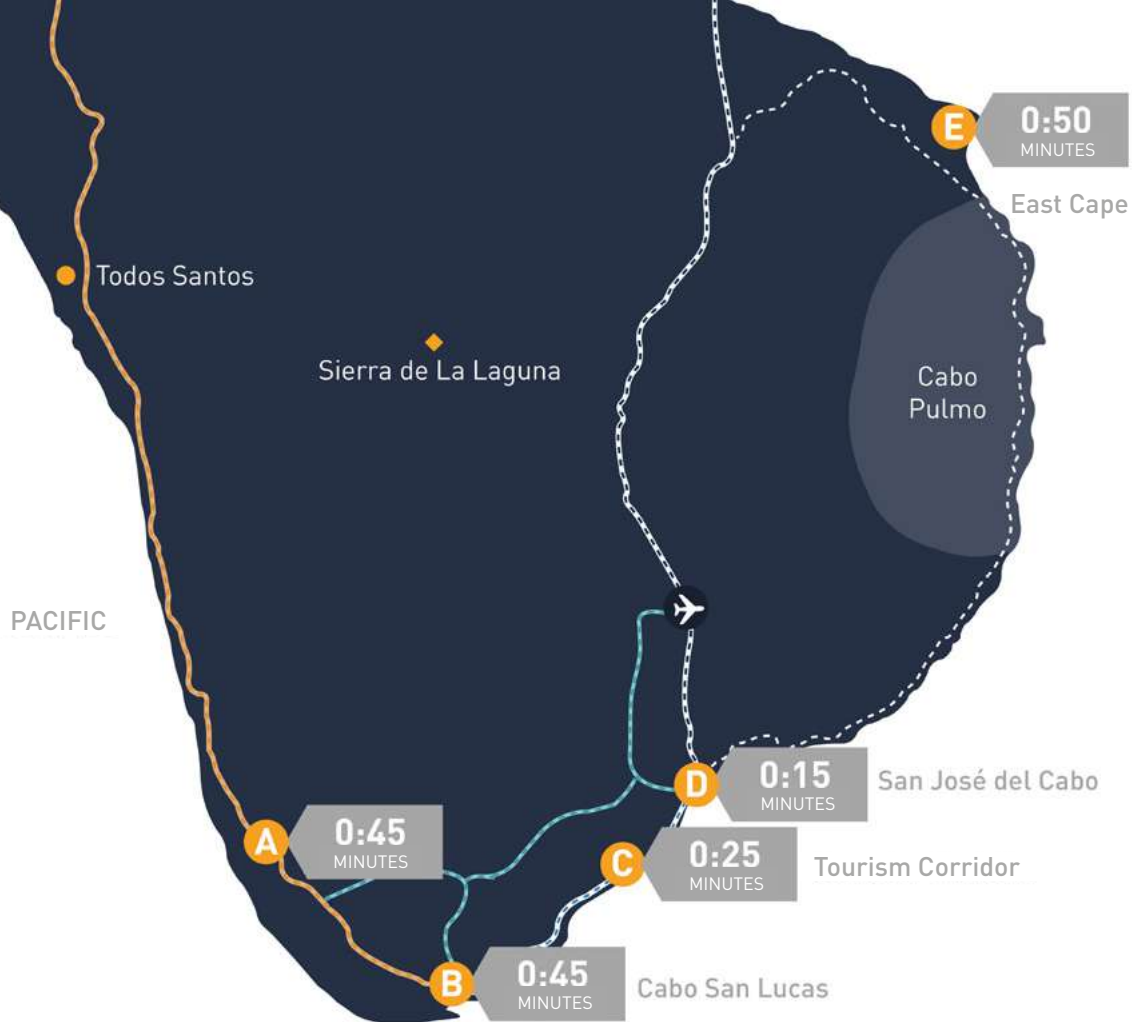 E
0:50
MINUTES
East Cape
Todos Santos
Sierra de La Laguna
Cabo
Pulmo
PACIFIC
D
0:15
MINUTES
San José del Cabo
A
0:45
MINUTES
C
0:25
MINUTES
Tourism Corridor
B
0:45
MINUTES
Cabo San Lucas